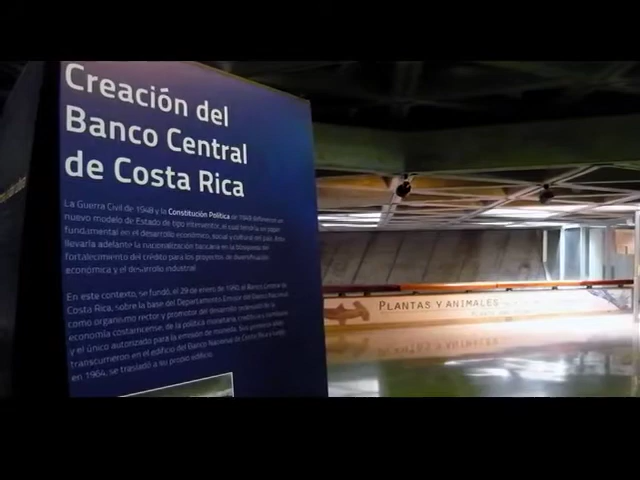 Creación del
Banco Central
de Costa Rica
La Guerra Civil de 1948 y la Constitución Política de 1949 definieron un
nuevo modelo de Estado de tipo interventor, al cual tendría un papel
fundamental en el desarrollo económico, social y cultural del país.
llevaría adelante la nacionalización bancaria en la búsqueda del
fortalecimiento del crédito para los proyectos de diversificación
económica y el desarrollo industrial.
En este contexto, se fundó, el 29 de enero de 1950, el Banco Central de
Costa Rica, sobre la base del Departamento Emisor del Banco Nacional,
como organismo rector y promotor del desarrollo ordenado de la
economía costarricense, de la política monetaria, crediticia y cambiaria
y el único autorizado para la emisión de moneda. Sus primeros años
transcurrieron en el edificio del Banco Nacional de Costa Rica y luego,
en 1964, se trasladó a su propio edificio.
PLANTAS Y ANIMALES